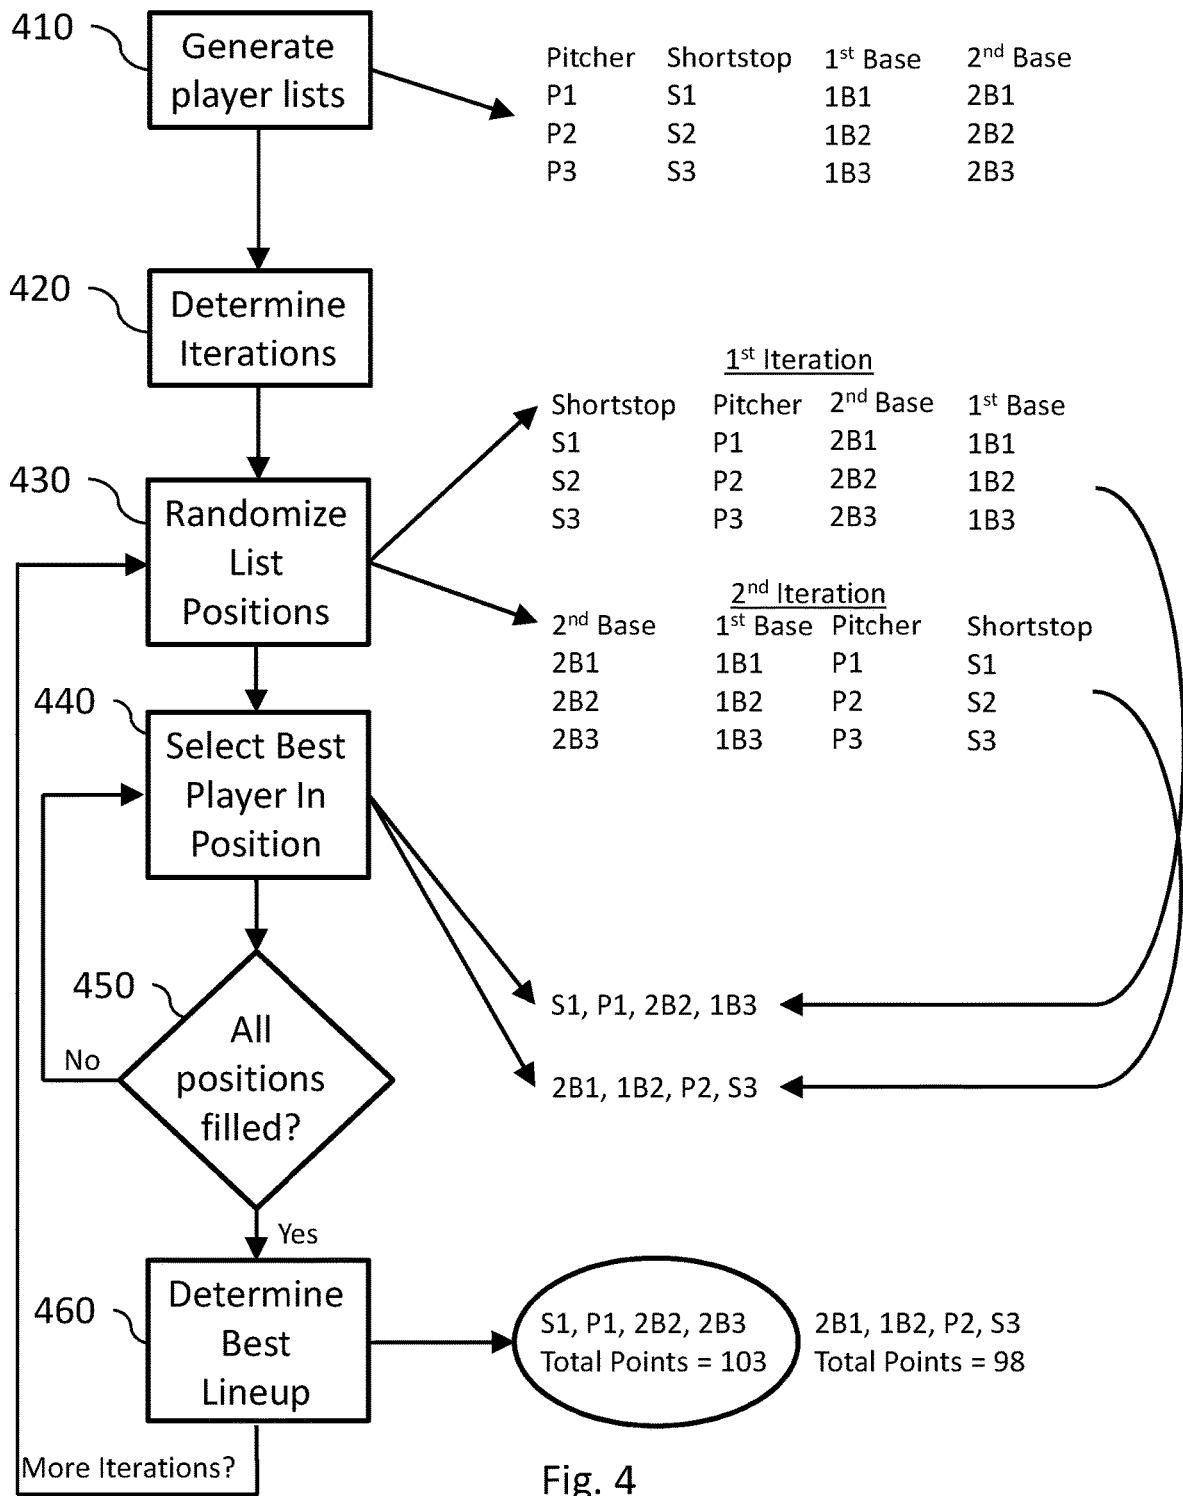 410
Generate
player lists
Pitcher Shortstop 1st Base 2nd Base
P1 S1 1B1 2B1
P2 S2 1B2 2B2
P3 S3 1B3 2B3
420
Determine
Iterations
1st Iteration
Shortstop Pitcher 2nd Base 1st Base
S1 P1 2B1 1B1
S2 P2 2B2 1B2
S3 P3 2B3 1B3
430
Randomize
List
Positions
2nd Iteration
2nd Base 1st Base Pitcher Shortstop
2B1 1B1 P1 S1
2B2 1B2 P2 S2
2B3 1B3 P3 S3
440
Select Best
Player In
Position
S1, P1, 2B2, 1B3
2B1, 1B2, P2, S3
450
All
positions
filled?
No
Yes
460
Determine
Best
Lineup
S1, P1, 2B2, 2B3
Total Points = 103
2B1, 1B2, P2, S3
Total Points = 98
More Iterations?
Fig. 4